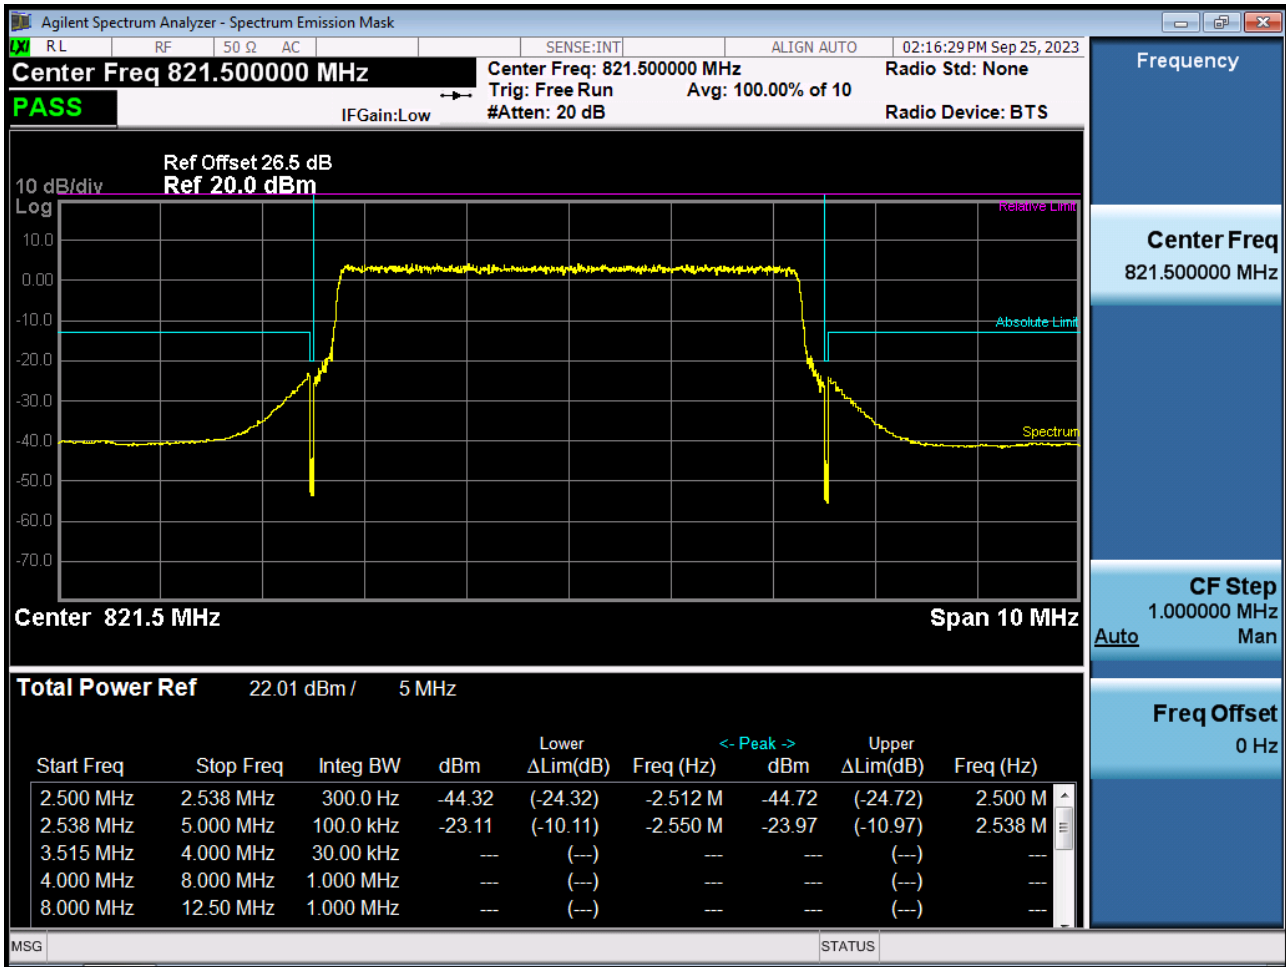 Agilent Spectrum Analyzer - Spectrum Emission Mask
LXI RL RF 50 Ω AC SENSE:INT ALIGN AUTO 02:16:29 PM Sep 25, 2023
Center Freq 821.500000 MHz
Center Freq: 821.500000 MHz Radio Std: None
Trig: Free Run Avg: 100.00% of 10
PASS
IFGain:Low #Atten: 20 dB Radio Device: BTS
Ref Offset 26.5 dB
10 dB/div Ref 20.0 dBm
Log
Relative Limit
10.0
0.00
-10.0
Absolute Limit
-20.0
-30.0
-40.0
Spectrum
-50.0
-60.0
-70.0
Center 821.5 MHz Span 10 MHz
Total Power Ref 22.01 dBm / 5 MHz
Lower <- Peak -> Upper
Start Freq Stop Freq Integ BW dBm ΔLim(dB) Freq (Hz) dBm ΔLim(dB) Freq (Hz)
2.500 MHz 2.538 MHz 300.0 Hz -44.32 (-24.32) -2.512 M -44.72 (-24.72) 2.500 M
2.538 MHz 5.000 MHz 100.0 kHz -23.11 (-10.11) -2.550 M -23.97 (-10.97) 2.538 M
3.515 MHz 4.000 MHz 30.00 kHz --- (---) --- --- (---) ---
4.000 MHz 8.000 MHz 1.000 MHz --- (---) --- --- (---) ---
8.000 MHz 12.50 MHz 1.000 MHz --- (---) --- --- (---) ---
MSG STATUS
Frequency
Center Freq
821.500000 MHz
CF Step
1.000000 MHz
Auto Man
Freq Offset
0 Hz